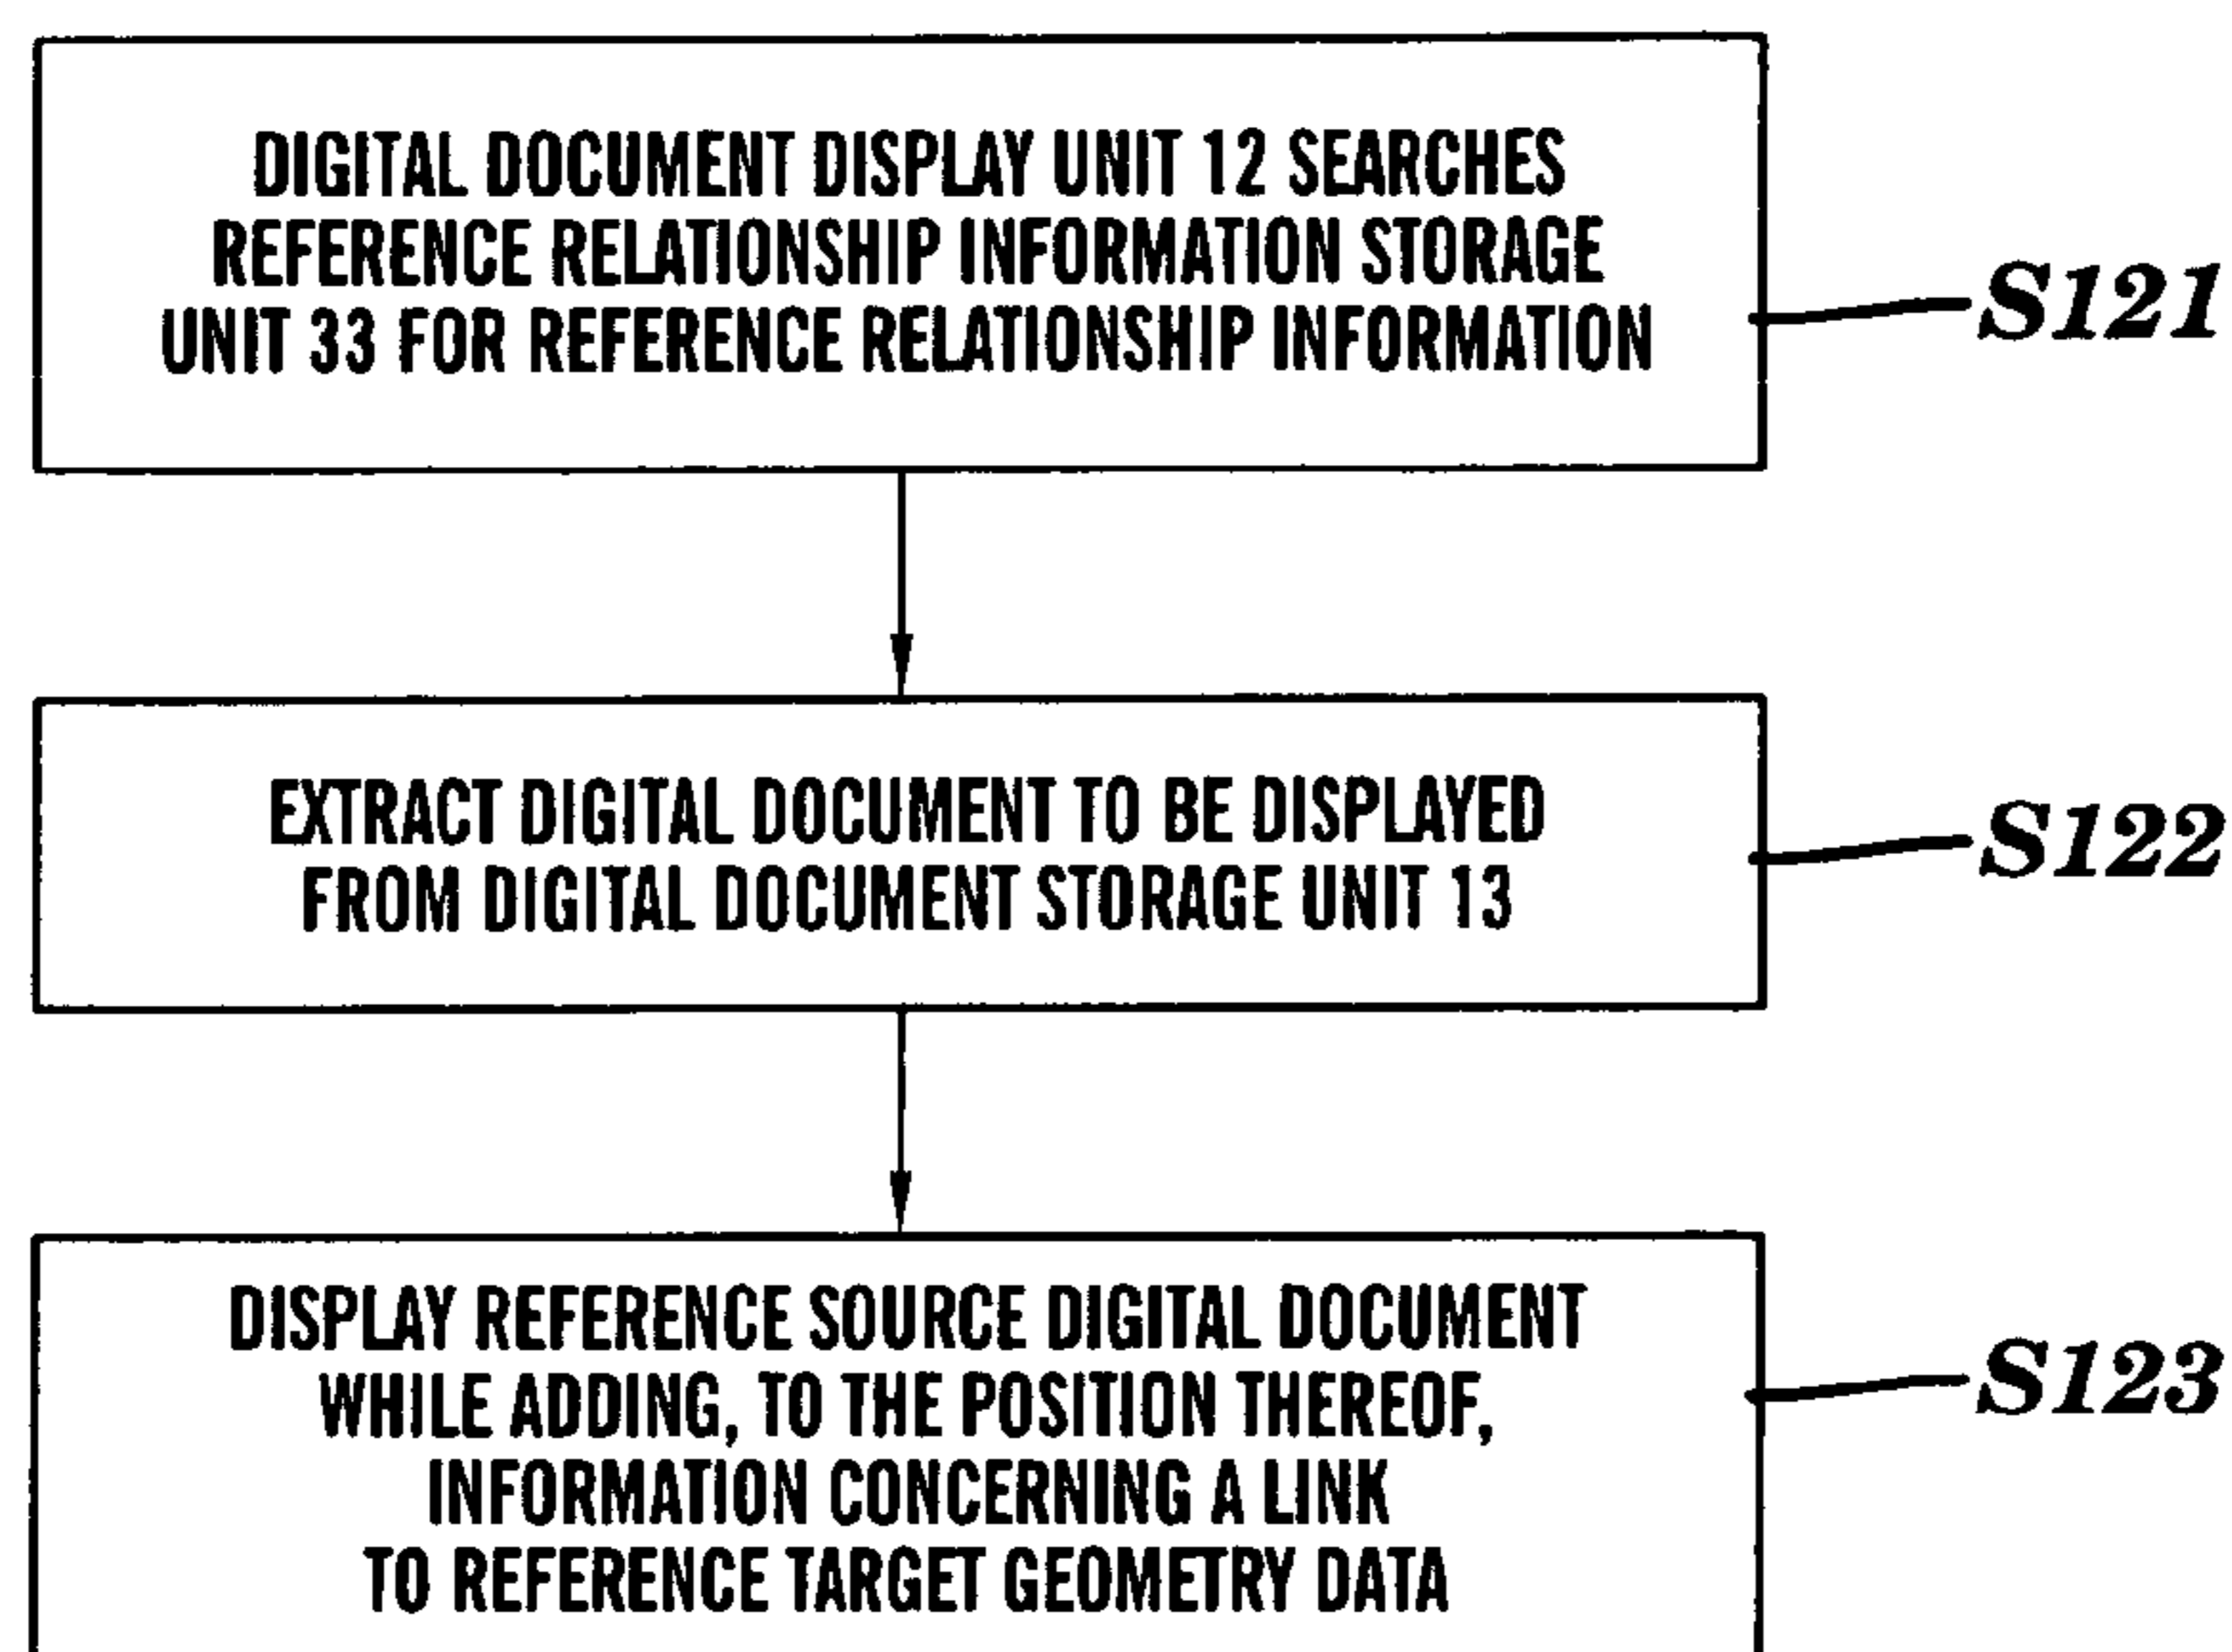 DIGITAL DOCUMENT DISPLAY UNIT 12 SEARCHES
REFERENCE RELATIONSHIP INFORMATION STORAGE
UNIT 33 FOR REFERENCE RELATIONSHIP INFORMATION
S121
EXTRACT DIGITAL DOCUMENT TO BE DISPLAYED
FROM DIGITAL DOCUMENT STORAGE UNIT 13
S122
DISPLAY REFERENCE SOURCE DIGITAL DOCUMENT
WHILE ADDING, TO THE POSITION THEREOF,
INFORMATION CONCERNING A LINK
TO REFERENCE TARGET GEOMETRY DATA
S123